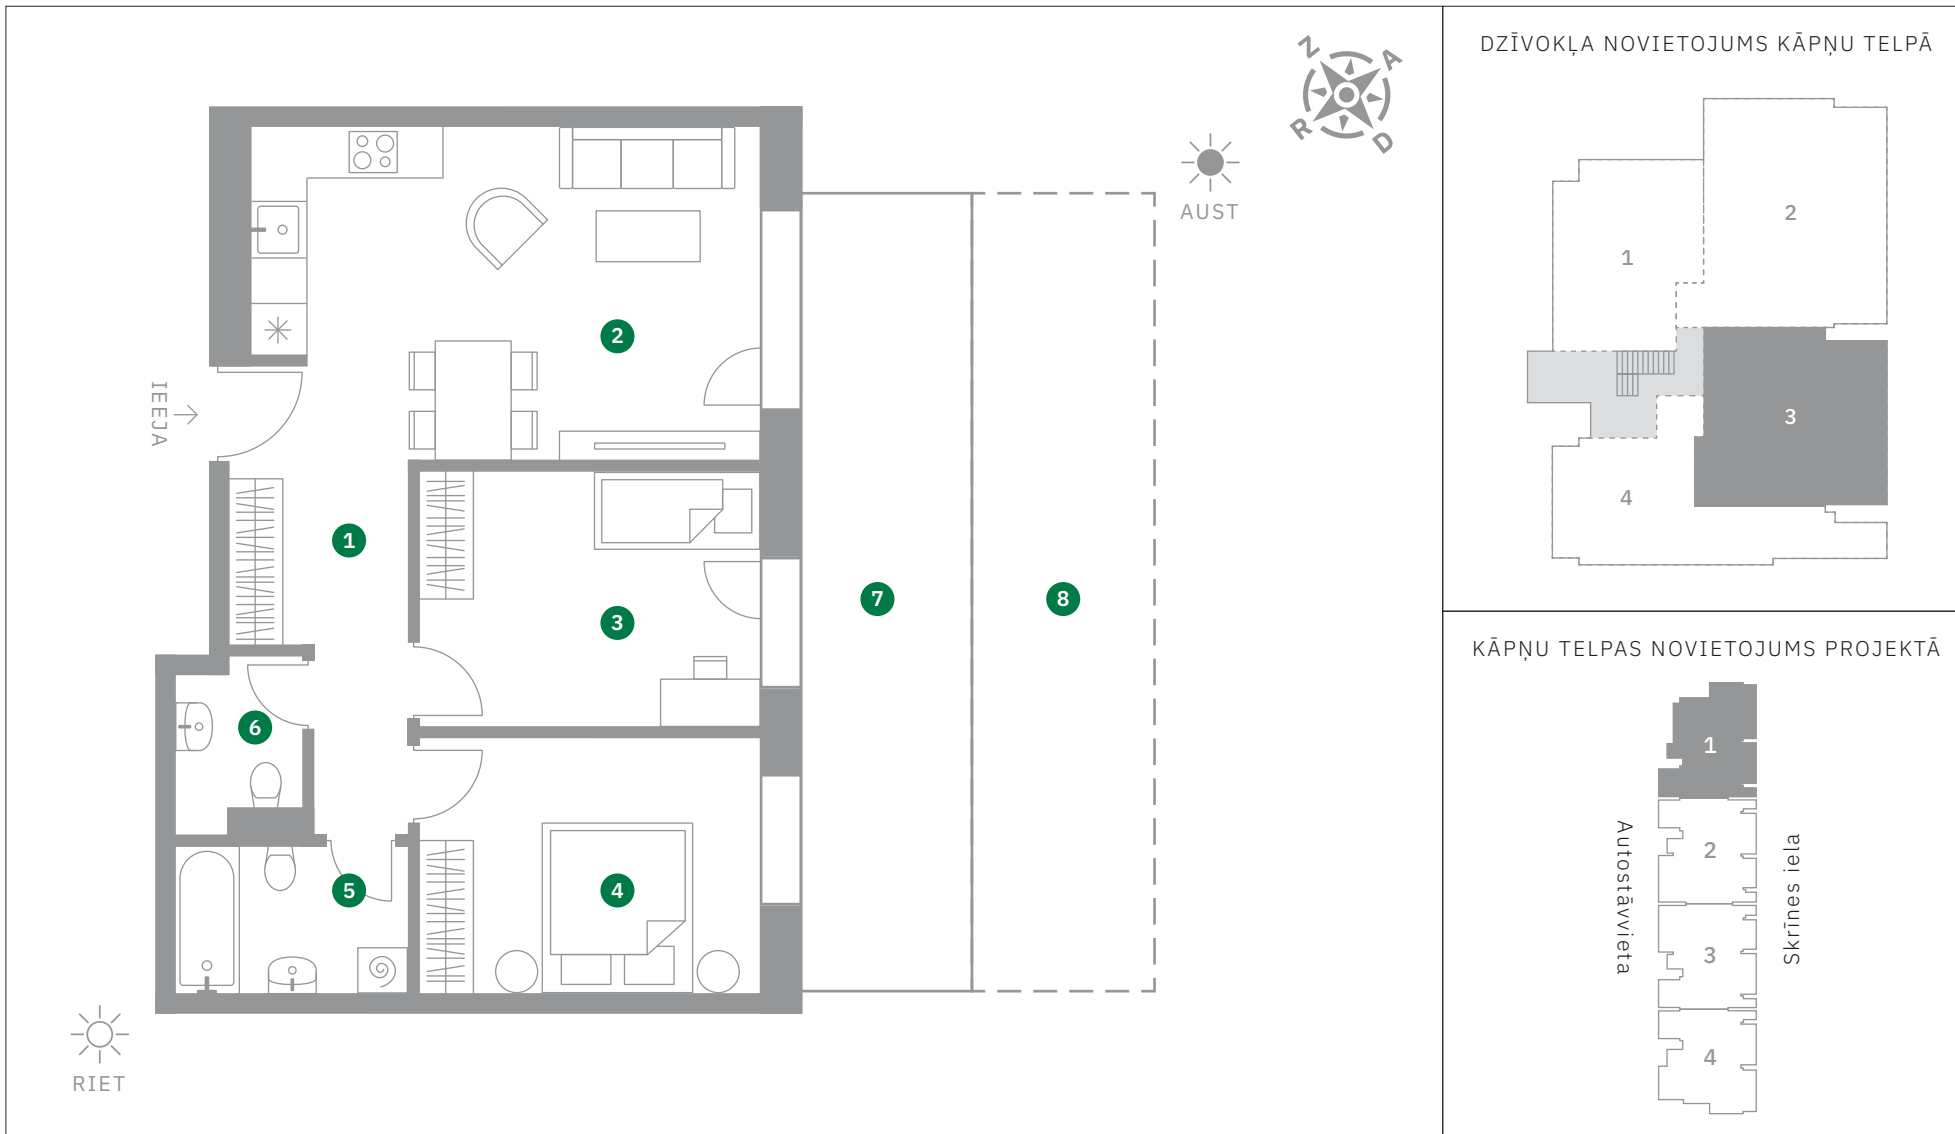 Z
A
R
D
AUST
IEEJA
1
2
3
4
5
6
7
8
RIET
DZĪVOKĻA NOVIETOJUMS KĀPŅU TELPĀ
1
2
3
4
KĀPŅU TELPAS NOVIETOJUMS PROJEKTĀ
Autostāvvieta
1
2
3
4
Skrīnes iela